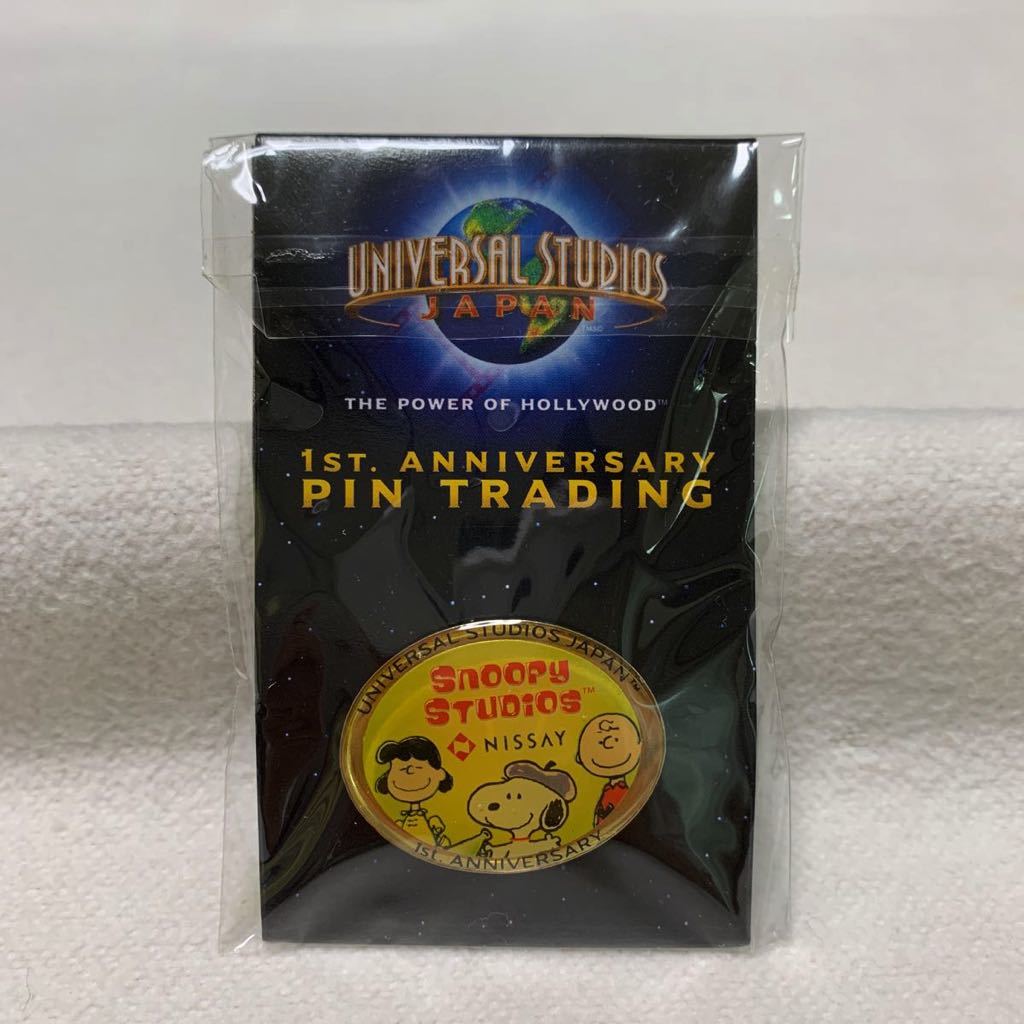 UNIVERSAL STUDIOS
JAPAN
TM&©
THE POWER OF HOLLYWOOD™
1ST. ANNIVERSARY
PIN TRADING
UNIVERSAL STUDIOS JAPAN™
SNOOPY
STUDIOS™
NISSAY
1st. ANNIVERSARY